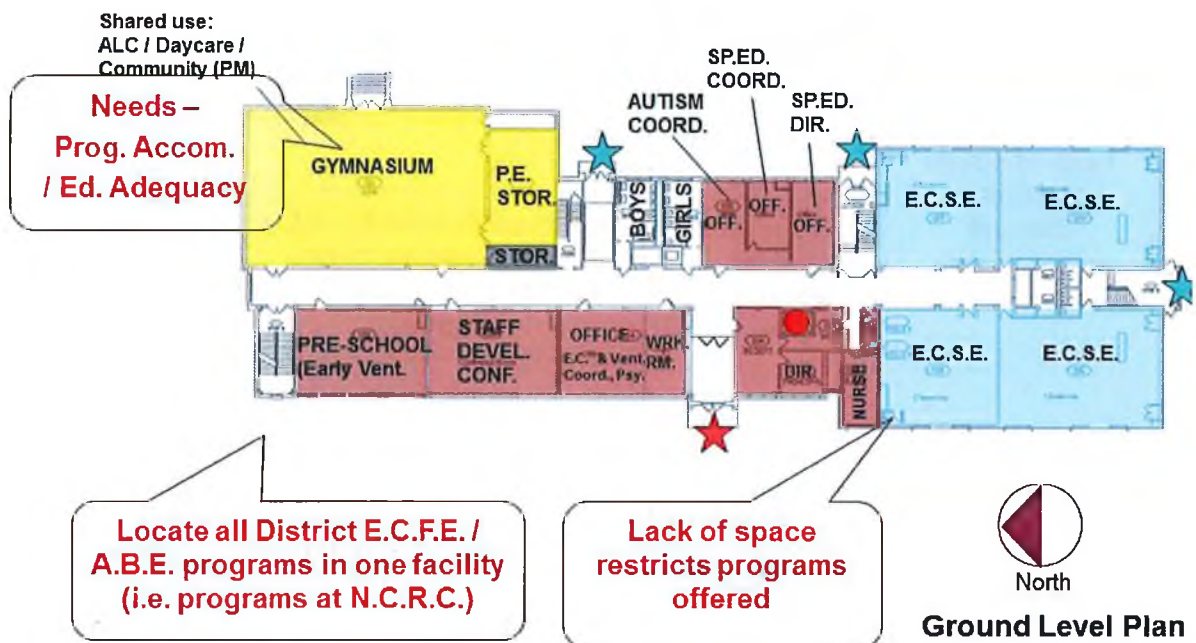 Shared use:
ALC / Daycare /
Community (PM)
Needs –
Prog. Accom.
/ Ed. Adequacy
GYMNASIUM
P.E.
STOR.
STOR.
BOYS
GIRLS
AUTISM
COORD.
SP.ED.
COORD.
SP.ED.
DIR.
OFF.
OFF.
OFF.
E.C.S.E.
E.C.S.E.
PRE-SCHOOL
(Early Vent.
STAFF
DEVEL.
CONF.
OFFICE
E.C. & Vent.
Coord., Psy.
WRK.
RM.
DIR.
NURSE
E.C.S.E.
E.C.S.E.
Locate all District E.C.F.E. /
A.B.E. programs in one facility
(i.e. programs at N.C.R.C.)
Lack of space
restricts programs
offered
North
Ground Level Plan